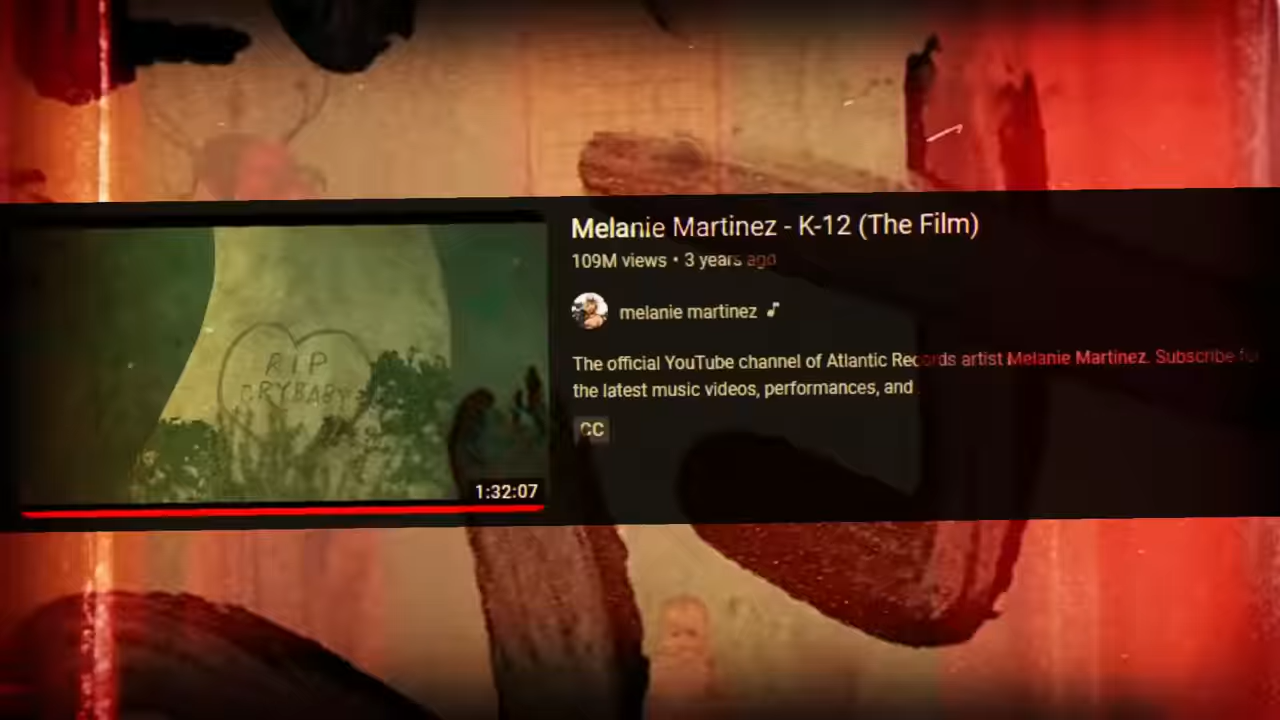 Melanie Martinez - K-12 (The Film)
109M views • 3 years ago
melanie martinez
The official YouTube channel of Atlantic Records artist Melanie Martinez. Subscribe for
the latest music videos, performances, and
CC
RIP
CRYBABY
1:32:07